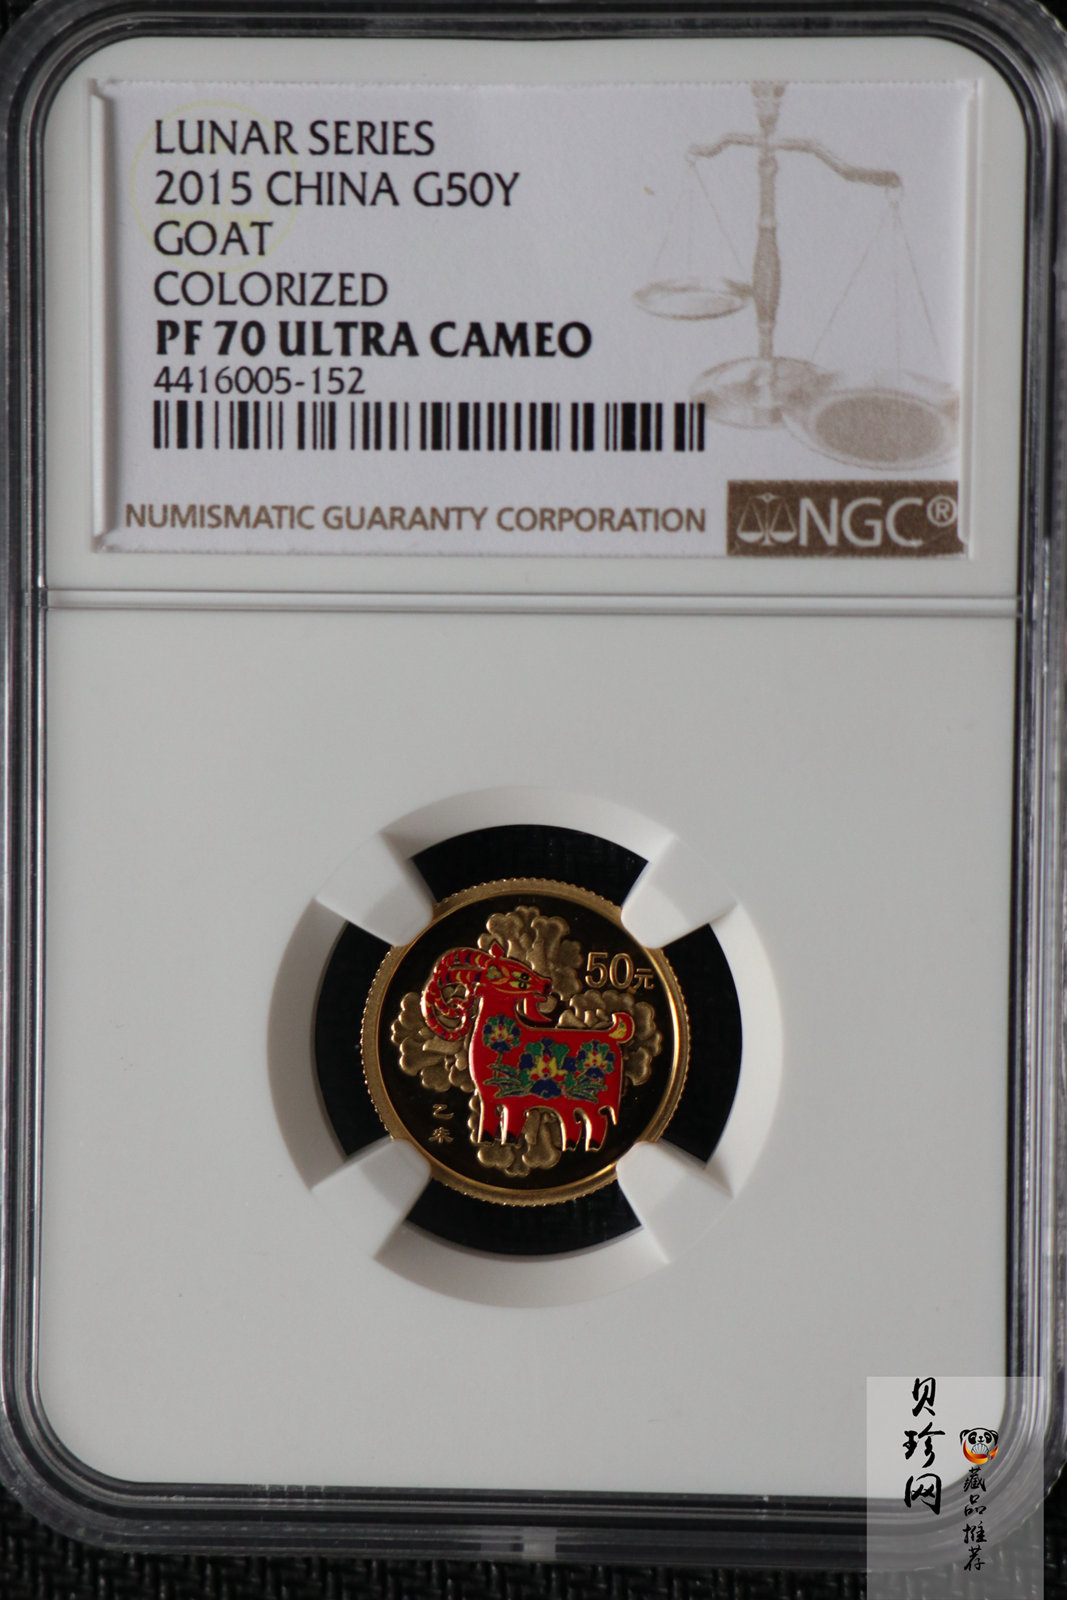 LUNAR SERIES
2015 CHINA G50Y
GOAT
COLORIZED
PF 70 ULTRA CAMEO
4416005-152
NUMISMATIC GUARANTY CORPORATION
NGC®
50元
乙未
贝珍网
藏品推荐